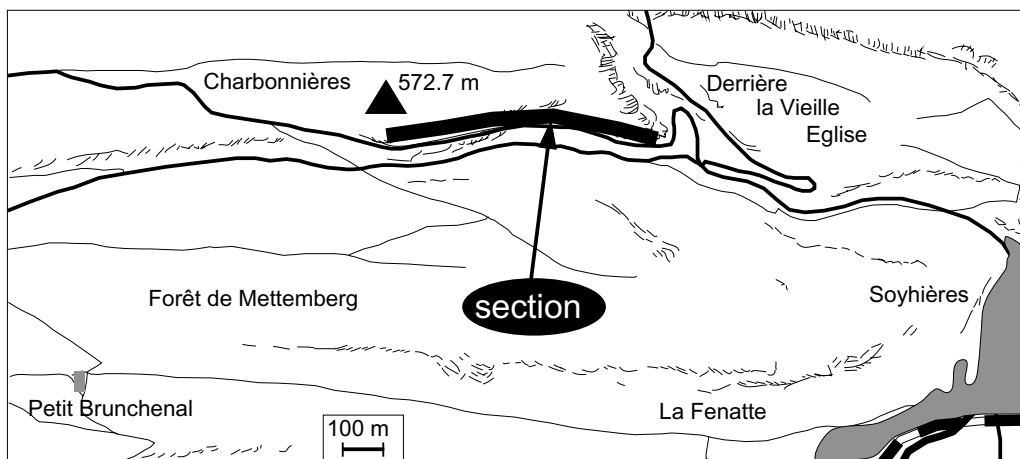 Charbonnières
572.7 m
Derrière
la Vieille
Eglise
section
Forêt de Mettemberg
Soyhières
Petit Brunchenal
La Fenatte
100 m